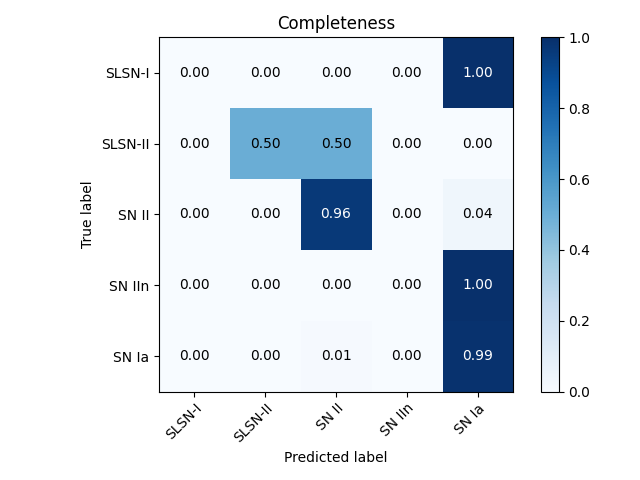 Completeness
SLSN-I 0.00 0.00 0.00 0.00 1.00
SLSN-II 0.00 0.50 0.50 0.00 0.00
SN II 0.00 0.00 0.96 0.00 0.04
SN IIn 0.00 0.00 0.00 0.00 1.00
SN Ia 0.00 0.00 0.01 0.00 0.99
True label
SLSN-I SLSN-II SN II SN IIn SN Ia
Predicted label
1.0
0.8
0.6
0.4
0.2
0.0